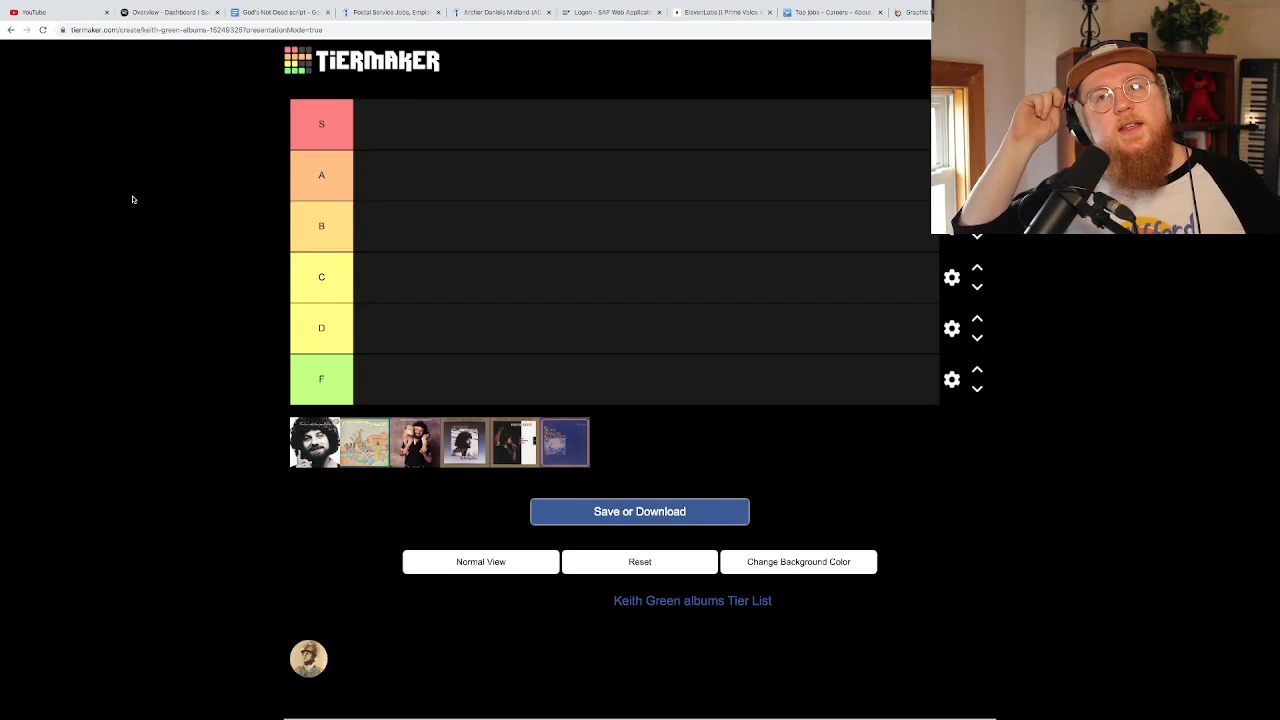 YouTube
Overview - Dashboard | Sp
God's Not Dead script - Go
Postal Service Jobs, Emplo
Archer Daniels Midland (AD
Logon - SAP Web Applicati
ElevenLabs || Prime Voice A
Top jobs – Careers – About
Graphic
tiermaker.com/create/keith-green-albums-15249325?presentationMode=true
TiERMAKER
S
A
B
C
D
F
Save or Download
Normal View
Reset
Change Background Color
Keith Green albums Tier List